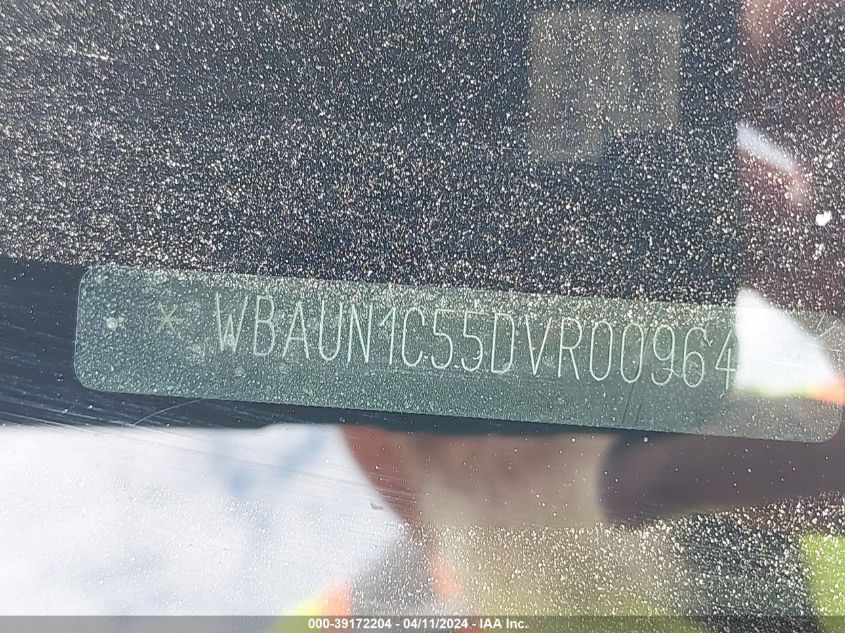 * WBAUN1C55DVR00964 *
000-39172204 - 04/11/2024 - IAA Inc.